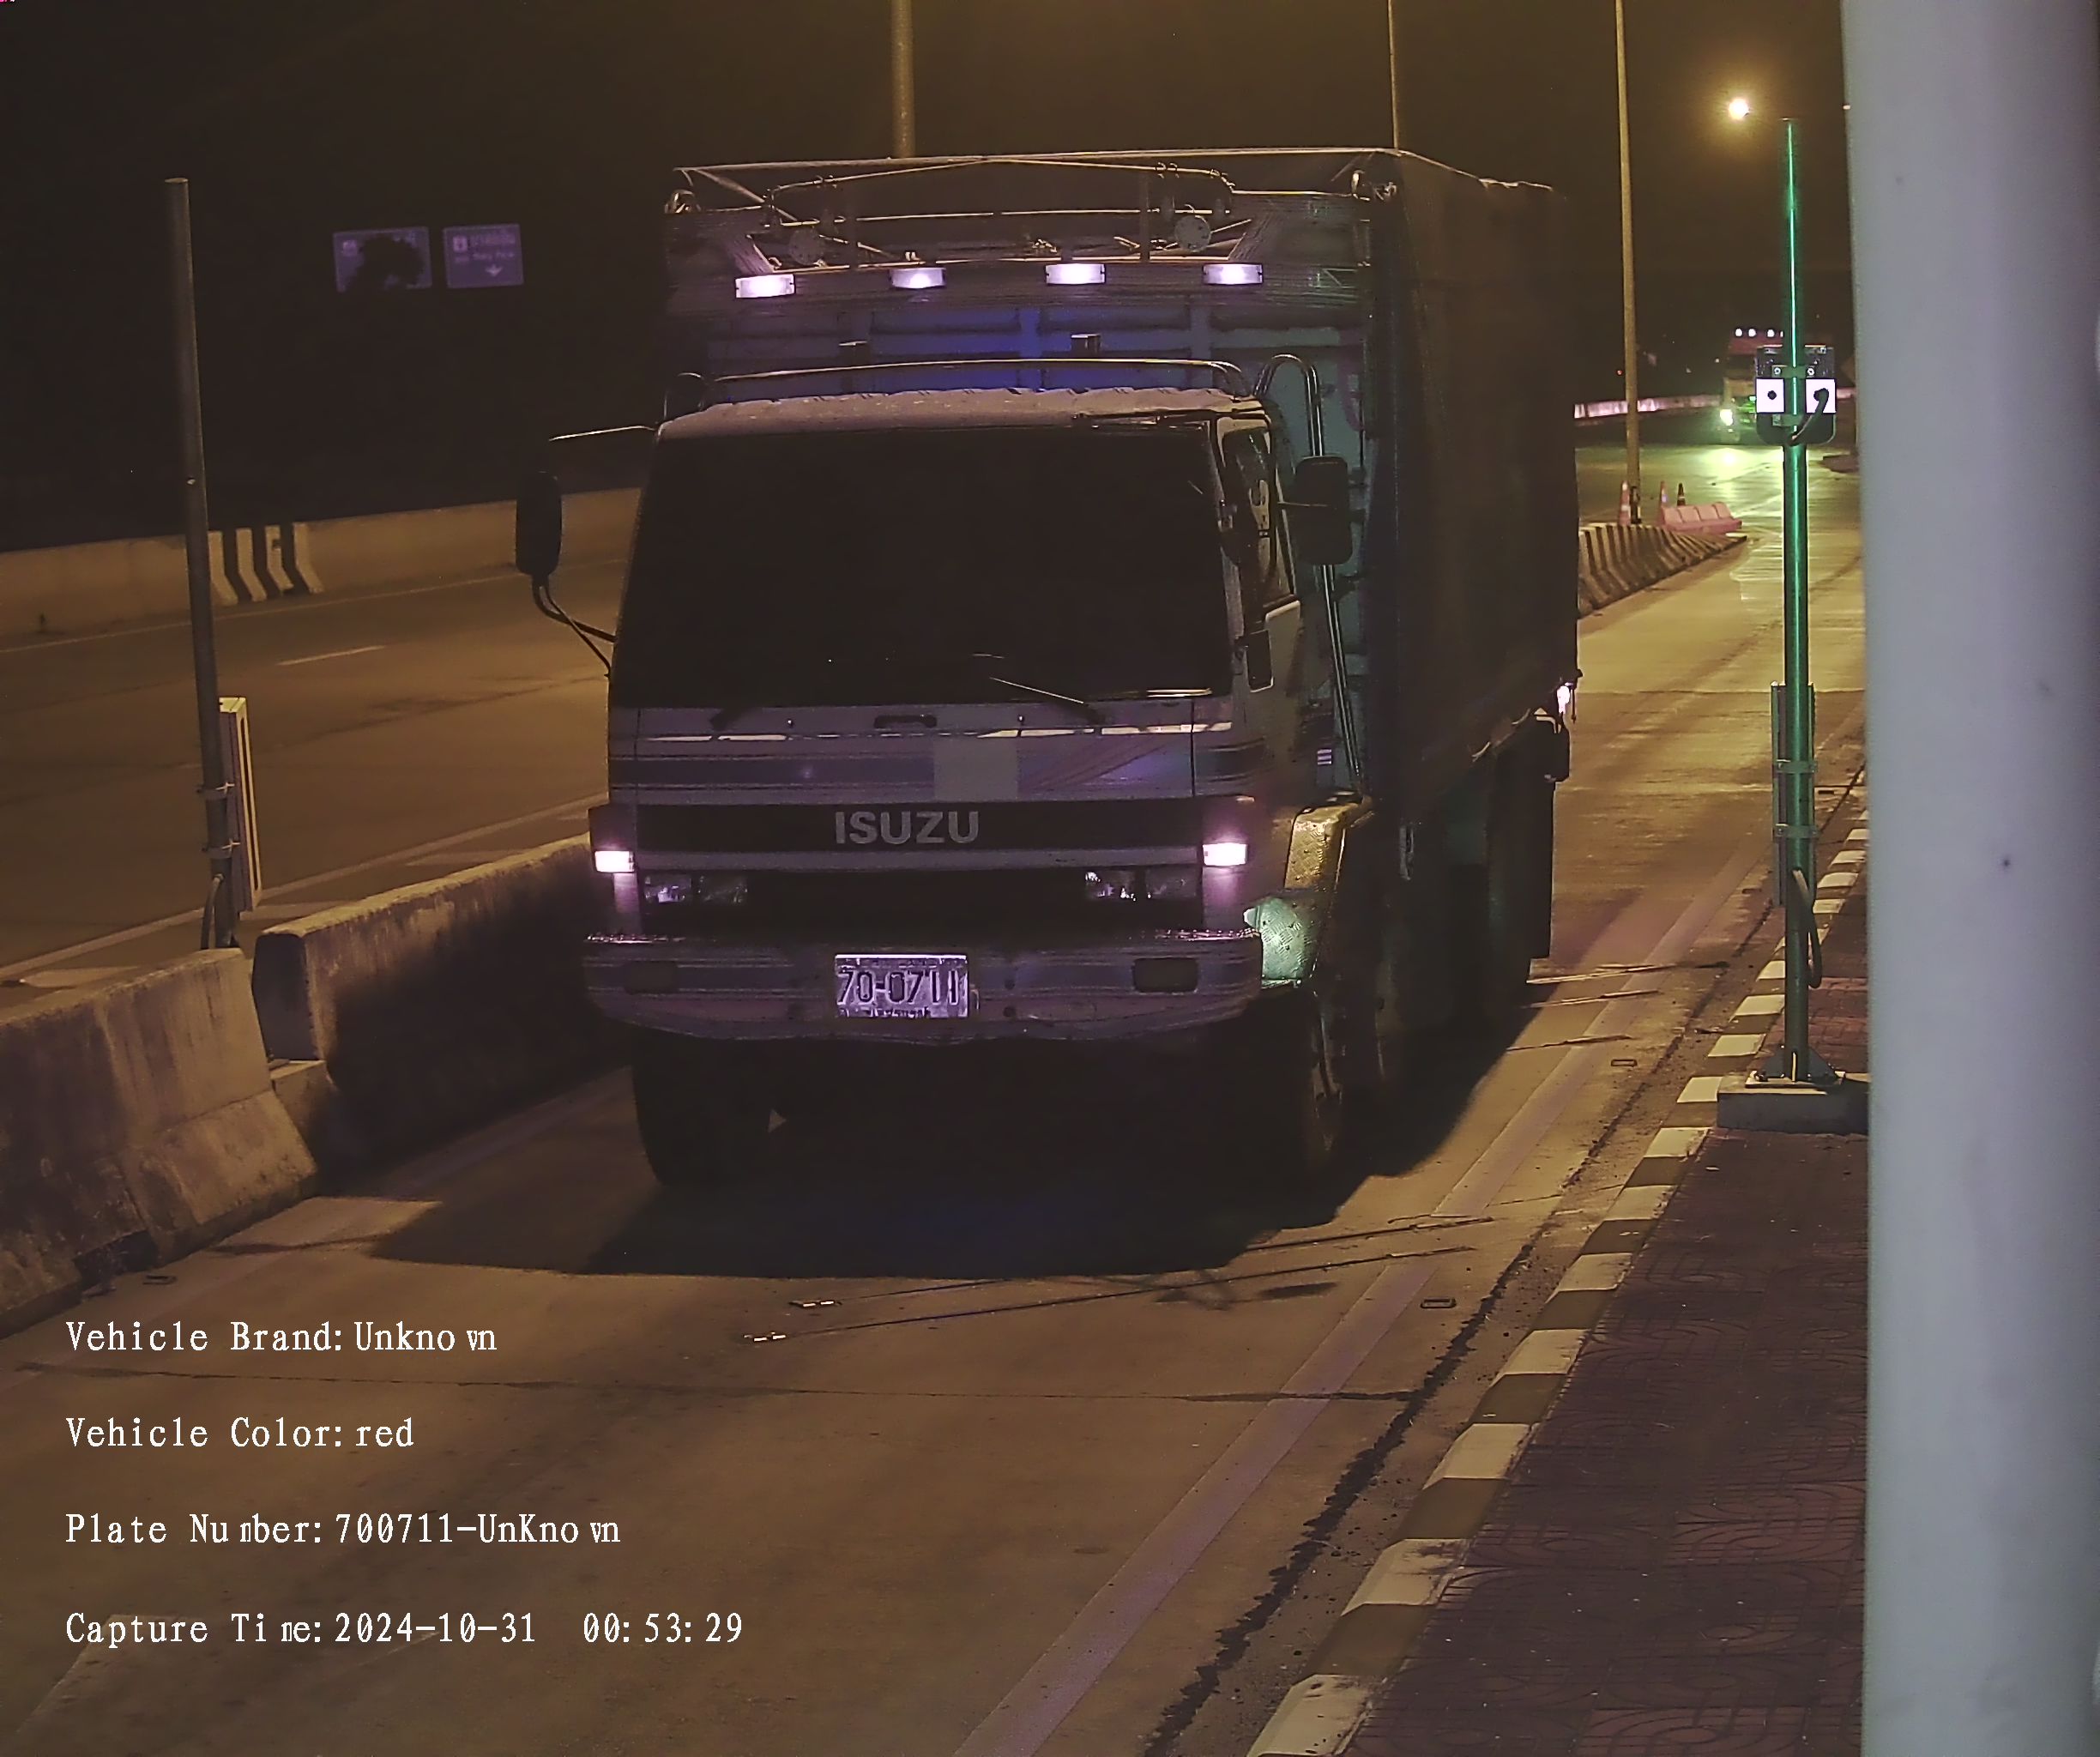 ISUZU
70-0711
Vehicle Brand:Unknown
Vehicle Color:red
Plate Number:700711-UnKnown
Capture Time:2024-10-31 00:53:29